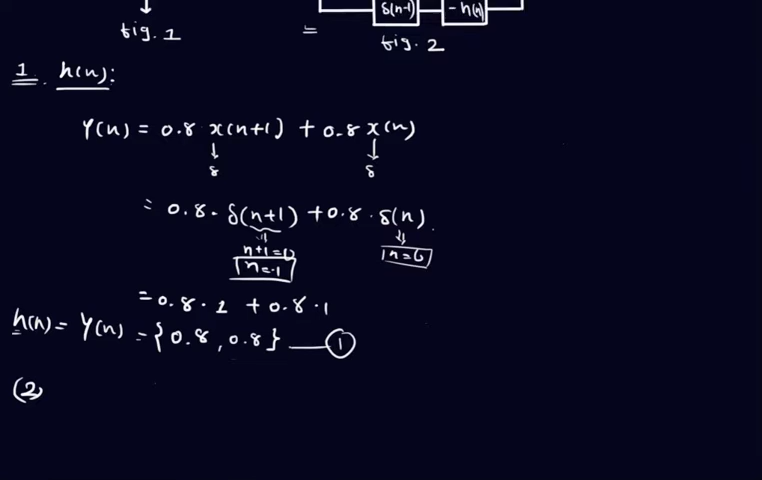 δ(n-1) -h(n)
fig. 1 = fig. 2
1. h(n):
Y(n) = 0.8 x(n+1) + 0.8 x(n)
↓ ↓
δ δ
= 0.8 · δ(n+1) + 0.8 · δ(n).
n+1=0 n=0
n=-1
= 0.8 · 1 + 0.8 · 1
h(n) = Y(n) = {0.8, 0.8} —— 1
(2)